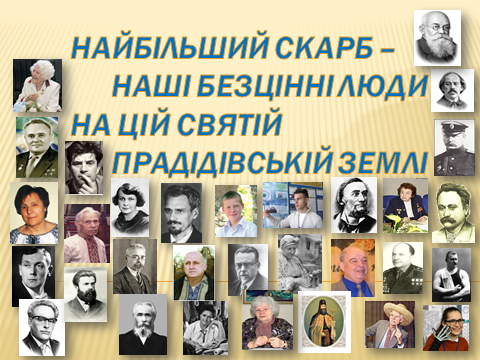 НАЙБІЛЬШИЙ СКАРБ –
НАШІ БЕЗЦІННІ ЛЮДИ
НА ЦІЙ СВЯТІЙ
ПРАДІДІВСЬКІЙ ЗЕМЛІ